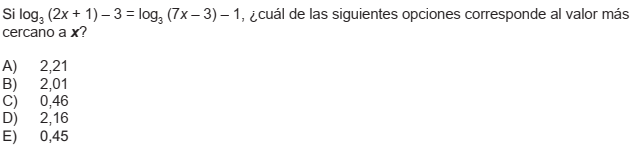 Si log₃ (2x + 1) – 3 = log₃ (7x – 3) – 1, ¿cuál de las siguientes opciones corresponde al valor más
cercano a x?
A) 2,21
B) 2,01
C) 0,46
D) 2,16
E) 0,45